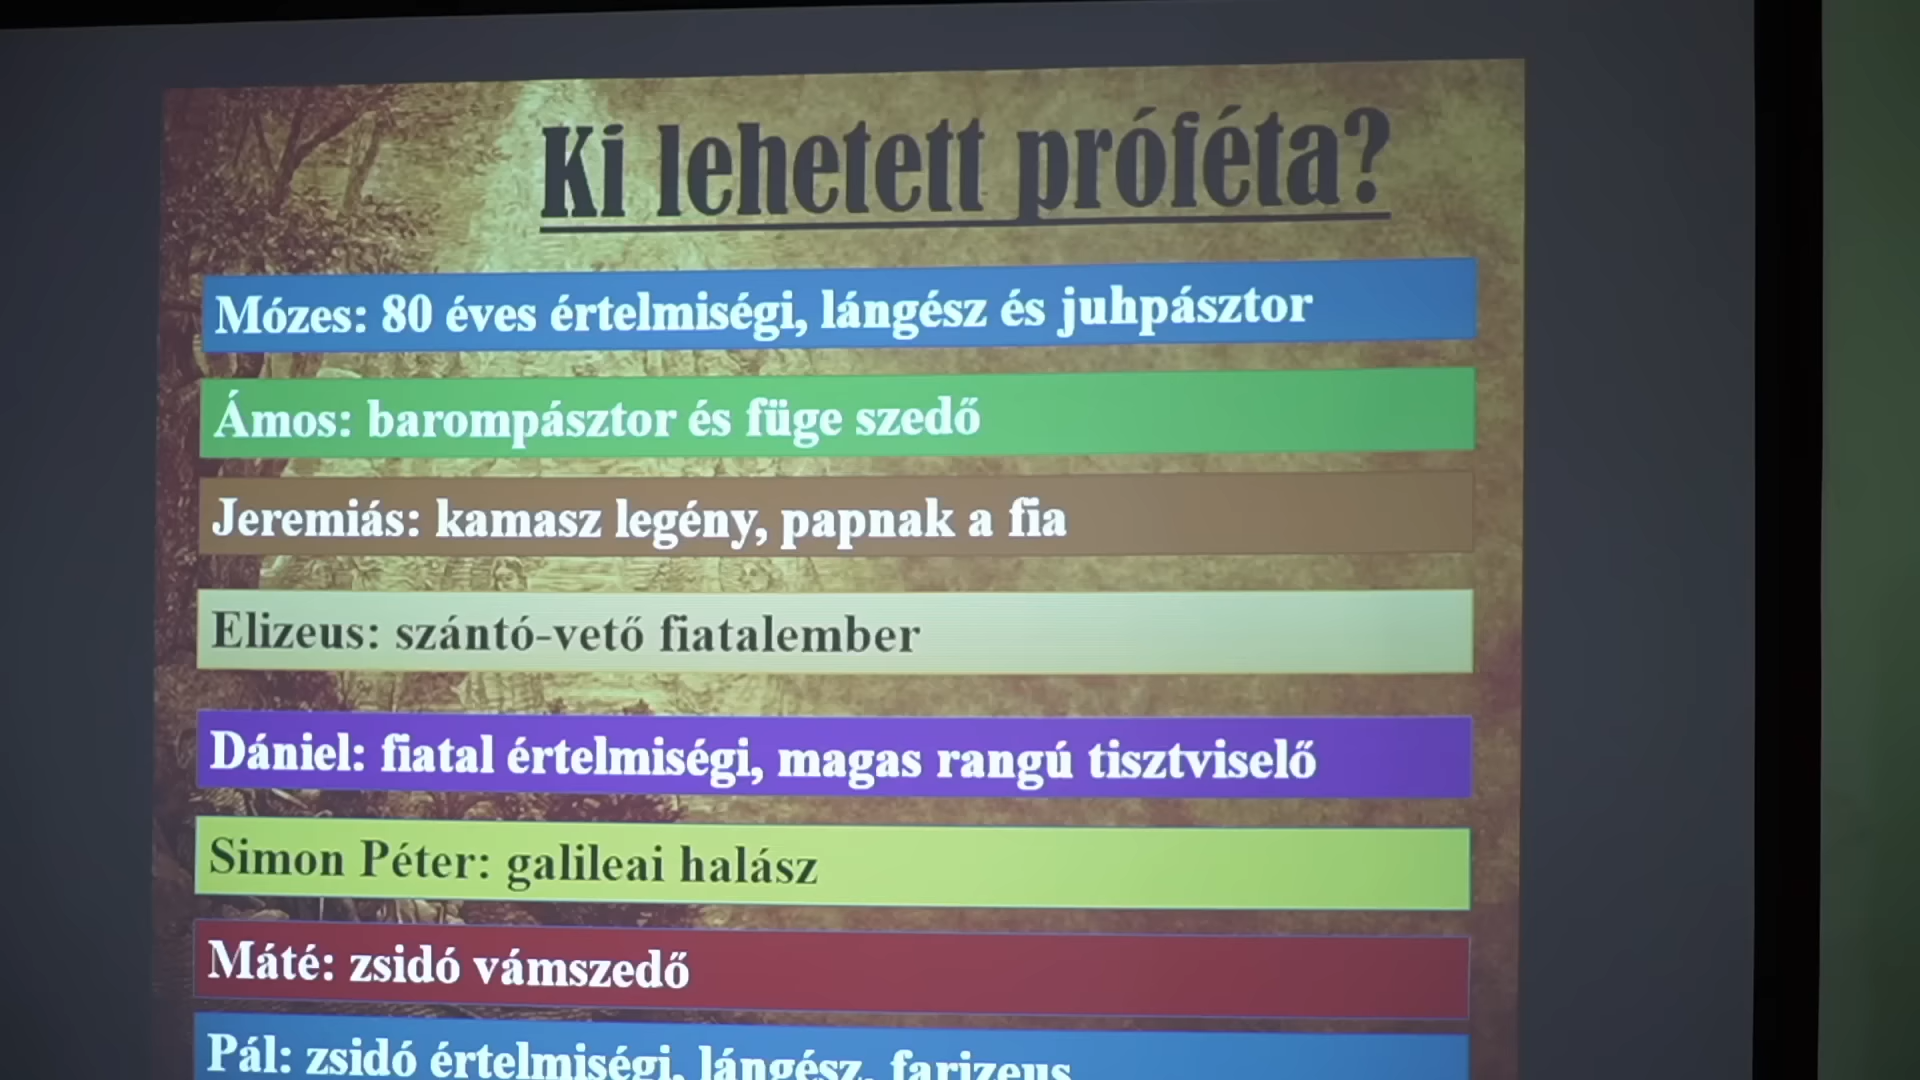 Ki lehetett próféta?
Mózes: 80 éves értelmiségi, lángész és juhpásztor
Ámos: barompásztor és füge szedő
Jeremiás: kamasz legény, papnak a fia
Elizeus: szántó-vető fiatalember
Dániel: fiatal értelmiségi, magas rangú tisztviselő
Simon Péter: galileai halász
Máté: zsidó vámszedő
Pál: zsidó értelmiségi, lángész, farizeus